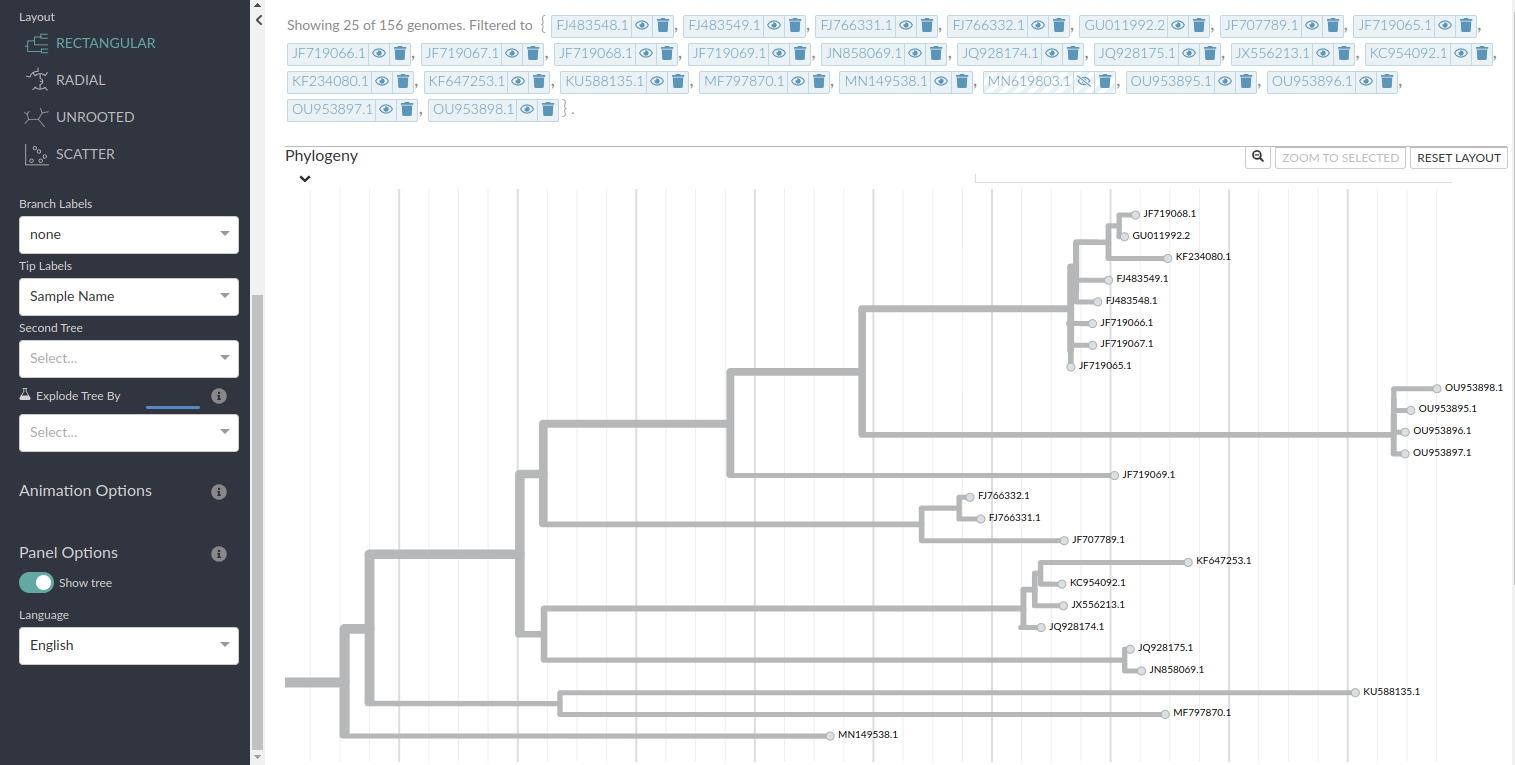 Layout
RECTANGULAR
RADIAL
UNROOTED
SCATTER
Branch Labels
none
Tip Labels
Sample Name
Second Tree
Select...
Explode Tree By
Select...
Animation Options
Panel Options
Show tree
Language
English
Showing 25 of 156 genomes. Filtered to { FJ483548.1 , FJ483549.1 , FJ766331.1 , FJ766332.1 , GU011992.2 , JF707789.1 , JF719065.1 ,
JF719066.1 , JF719067.1 , JF719068.1 , JF719069.1 , JN858069.1 , JQ928174.1 , JQ928175.1 , JX556213.1 , KC954092.1 ,
KF234080.1 , KF647253.1 , KU588135.1 , MF797870.1 , MN149538.1 , MN619803.1 , OU953895.1 , OU953896.1 ,
OU953897.1 , OU953898.1 } .
Phylogeny
ZOOM TO SELECTED
RESET LAYOUT
JF719068.1
GU011992.2
KF234080.1
FJ483549.1
FJ483548.1
JF719066.1
JF719067.1
JF719065.1
OU953898.1
OU953895.1
OU953896.1
OU953897.1
JF719069.1
FJ766332.1
FJ766331.1
JF707789.1
KF647253.1
KC954092.1
JX556213.1
JQ928174.1
JQ928175.1
JN858069.1
KU588135.1
MF797870.1
MN149538.1